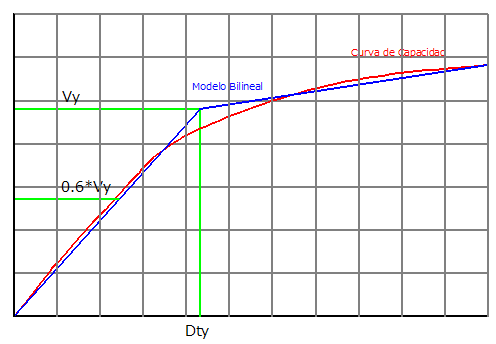 Curva de Capacidad
Modelo Bilineal
Vy
0.6*Vy
Dty